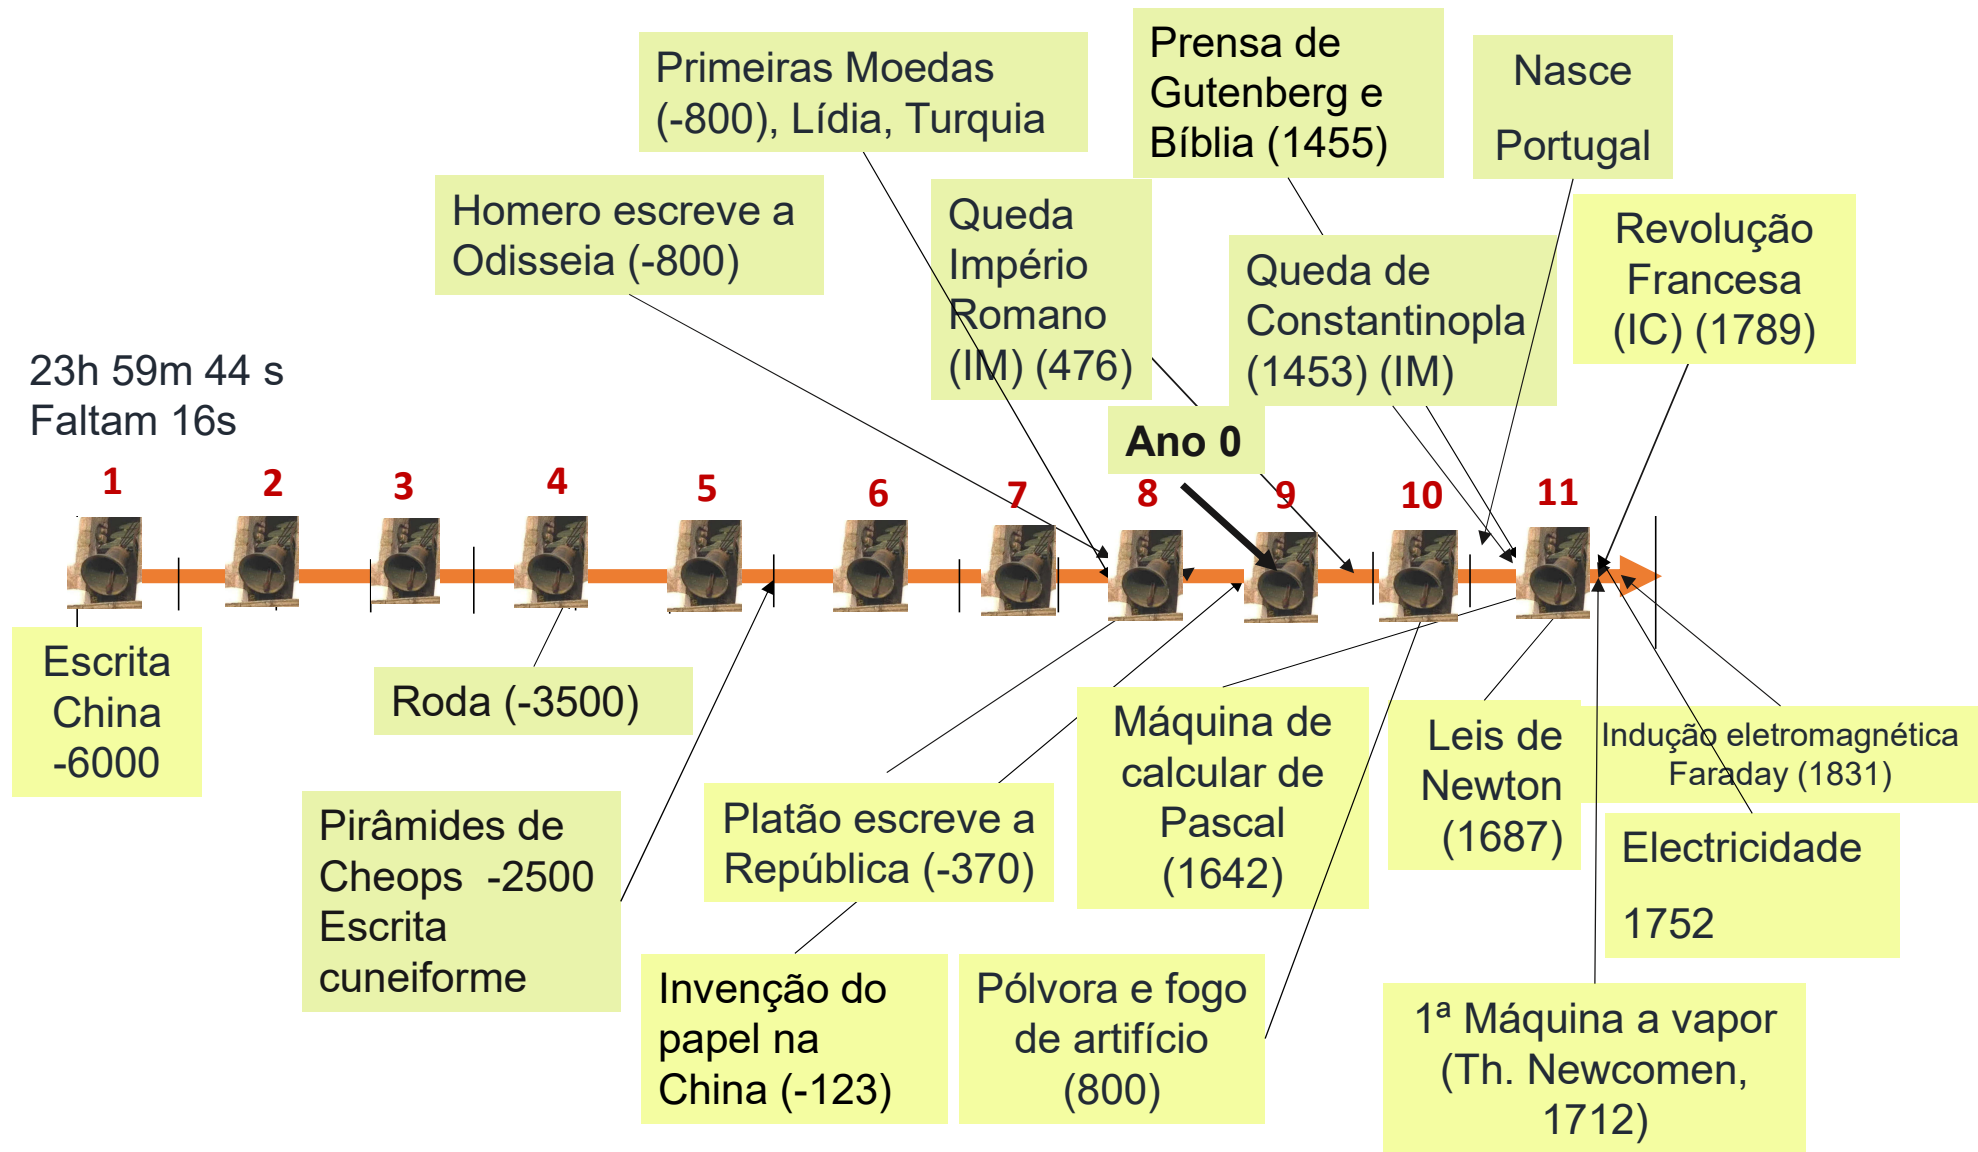 Primeiras Moedas
(-800), Lídia, Turquia
Prensa de
Gutenberg e
Bíblia (1455)
Nasce
Portugal
Homero escreve a
Odisseia (-800)
Queda
Império
Romano
(IM) (476)
Queda de
Constantinopla
(1453) (IM)
Revolução
Francesa
(IC) (1789)
23h 59m 44 s
Faltam 16s
Ano 0
1
2
3
4
5
6
7
8
9
10
11
Escrita
China
-6000
Roda (-3500)
Pirâmides de
Cheops -2500
Escrita
cuneiforme
Platão escreve a
República (-370)
Máquina de
calcular de
Pascal
(1642)
Leis de
Newton
(1687)
Indução eletromagnética
Faraday (1831)
Electricidade
1752
Invenção do
papel na
China (-123)
Pólvora e fogo
de artifício
(800)
1ª Máquina a vapor
(Th. Newcomen,
1712)